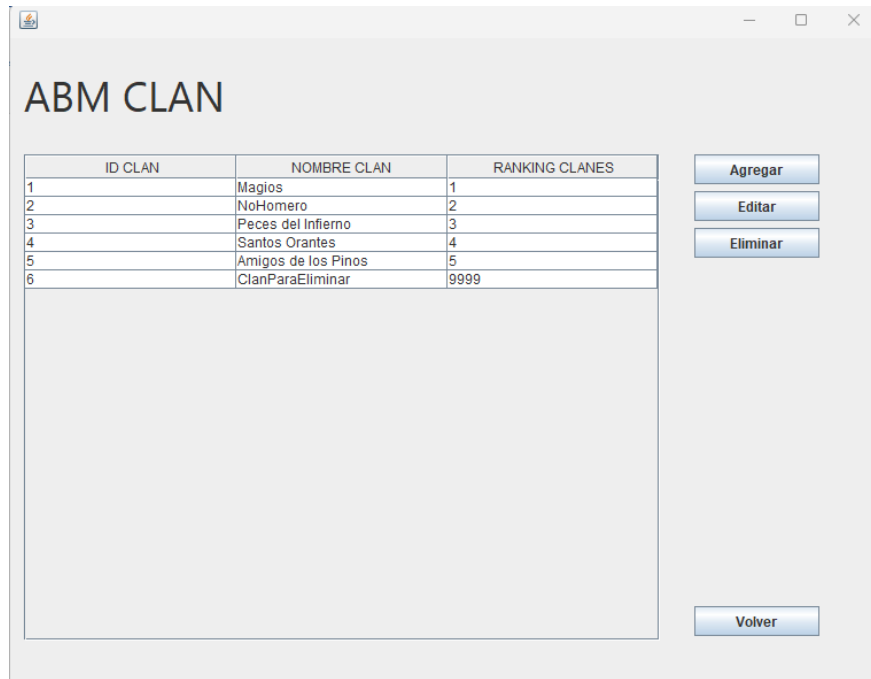 ABM CLAN
ID CLAN NOMBRE CLAN RANKING CLANES
1 Magios 1
2 NoHomero 2
3 Peces del Infierno 3
4 Santos Orantes 4
5 Amigos de los Pinos 5
6 ClanParaEliminar 9999
Agregar
Editar
Eliminar
Volver